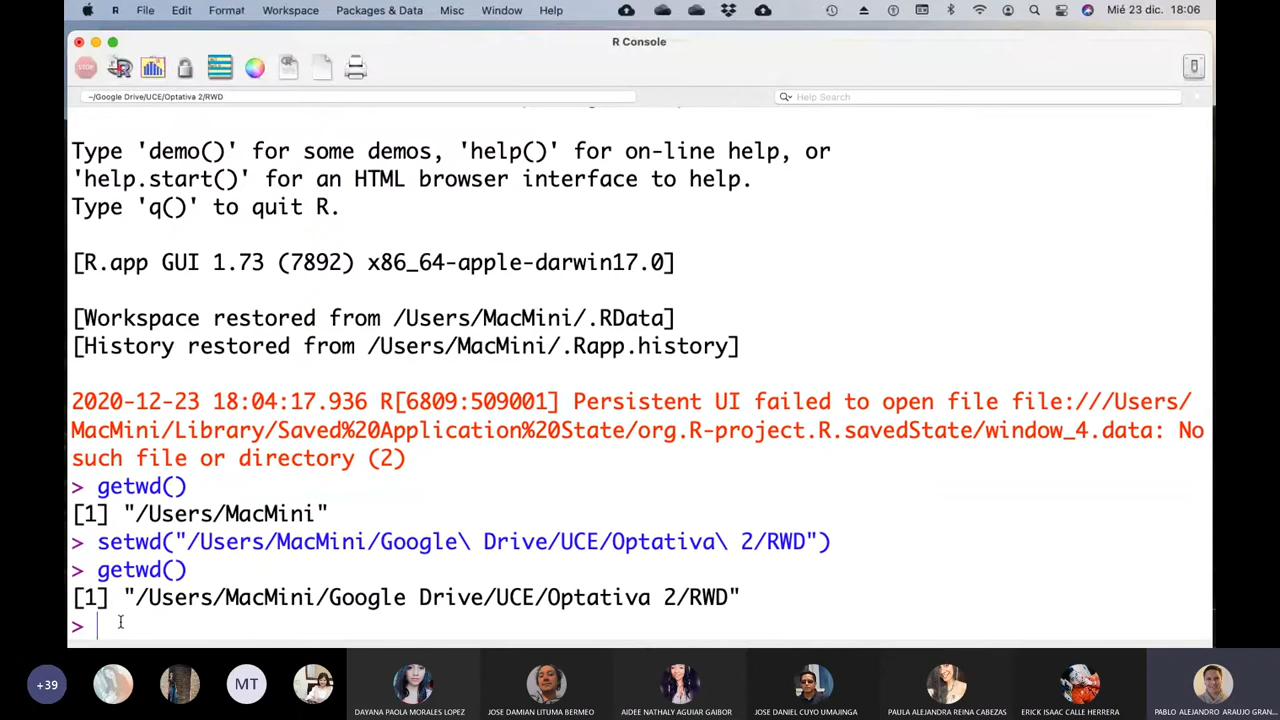 R File Edit Format Workspace Packages & Data Misc Window Help Mié 23 dic. 18:06
R Console
STOP
~/Google Drive/UCE/Optativa 2/RWD Help Search
Type 'demo()' for some demos, 'help()' for on-line help, or
'help.start()' for an HTML browser interface to help.
Type 'q()' to quit R.
[R.app GUI 1.73 (7892) x86_64-apple-darwin17.0]
[Workspace restored from /Users/MacMini/.RData]
[History restored from /Users/MacMini/.Rapp.history]
2020-12-23 18:04:17.936 R[6809:509001] Persistent UI failed to open file file:///Users/
MacMini/Library/Saved%20Application%20State/org.R-project.R.savedState/window_4.data: No
such file or directory (2)
> getwd()
[1] "/Users/MacMini"
> setwd("/Users/MacMini/Google\ Drive/UCE/Optativa\ 2/RWD")
> getwd()
[1] "/Users/MacMini/Google Drive/UCE/Optativa 2/RWD"
>
+39 MT
DAYANA PAOLA MORALES LOPEZ JOSE DAMIAN LITUMA BERMEO AIDEE NATHALY AGUIAR GAIBOR JOSE DANIEL CUYO UMAJINGA PAULA ALEJANDRA REINA CABEZAS ERICK ISAAC CALLE HERRERA PABLO ALEJANDRO ARAUJO GRAN...